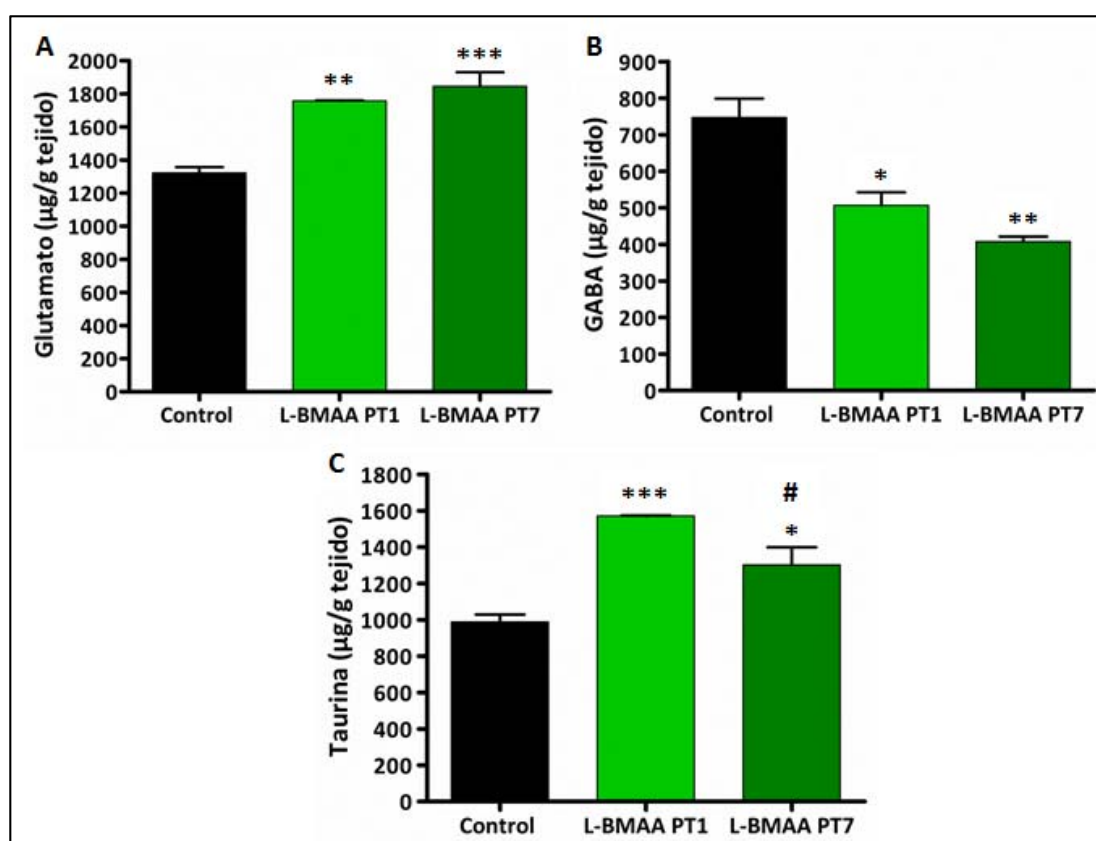 A
Glutamato (µg/g tejido)
2000
1800
1600
1400
1200
1000
800
600
400
200
0
**
***
Control
L-BMAA PT1
L-BMAA PT7
B
GABA (µg/g tejido)
900
800
700
600
500
400
300
200
100
0
*
**
Control
L-BMAA PT1
L-BMAA PT7
C
Taurina (µg/g tejido)
1800
1600
1400
1200
1000
800
600
400
200
0
***
#
*
Control
L-BMAA PT1
L-BMAA PT7